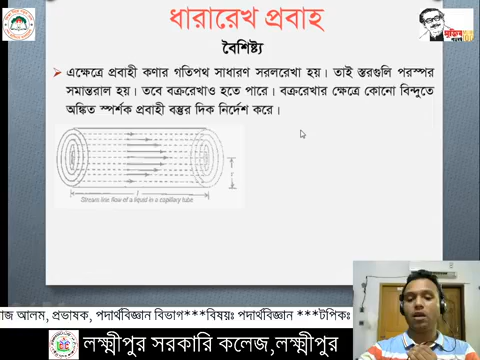 ধারারেখ প্রবাহ
বৈশিষ্ট্য
➤ এক্ষেত্রে প্রবাহী কণার গতিপথ সাধারণ সরলরেখা হয়। তাই স্তরগুলি পরস্পর
সমান্তরাল হয়। তবে বক্ররেখাও হতে পারে। বক্ররেখার ক্ষেত্রে কোনো বিন্দুতে
অঙ্কিত স্পর্শক প্রবাহী বস্তুর দিক নির্দেশ করে।
r
l
Stream line flow of a liquid in a capillary tube
াজ আলম, প্রভাষক, পদার্থবিজ্ঞান বিভাগ***বিষয়ঃ পদার্থবিজ্ঞান ***টপিকঃ
লক্ষ্মীপুর সরকারি কলেজ,লক্ষ্মীপুর